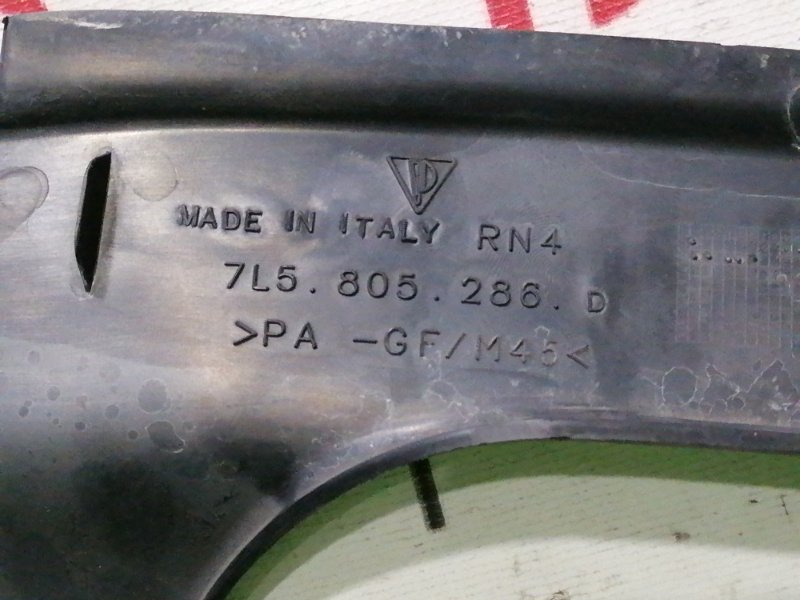 MADE IN ITALY RN4
7L5.805.286.D
>PA -GF/M45<